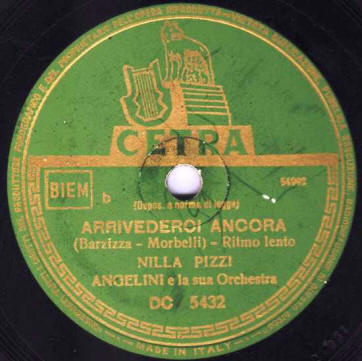 CETRA
BIEM
b
54992
(Depos. a norma di legge)
ARRIVEDERCI ANCORA
(Barzizza - Morbelli) - Ritmo lento
NILLA PIZZI
ANGELINI e la sua Orchestra
DC 5432
MADE IN ITALY